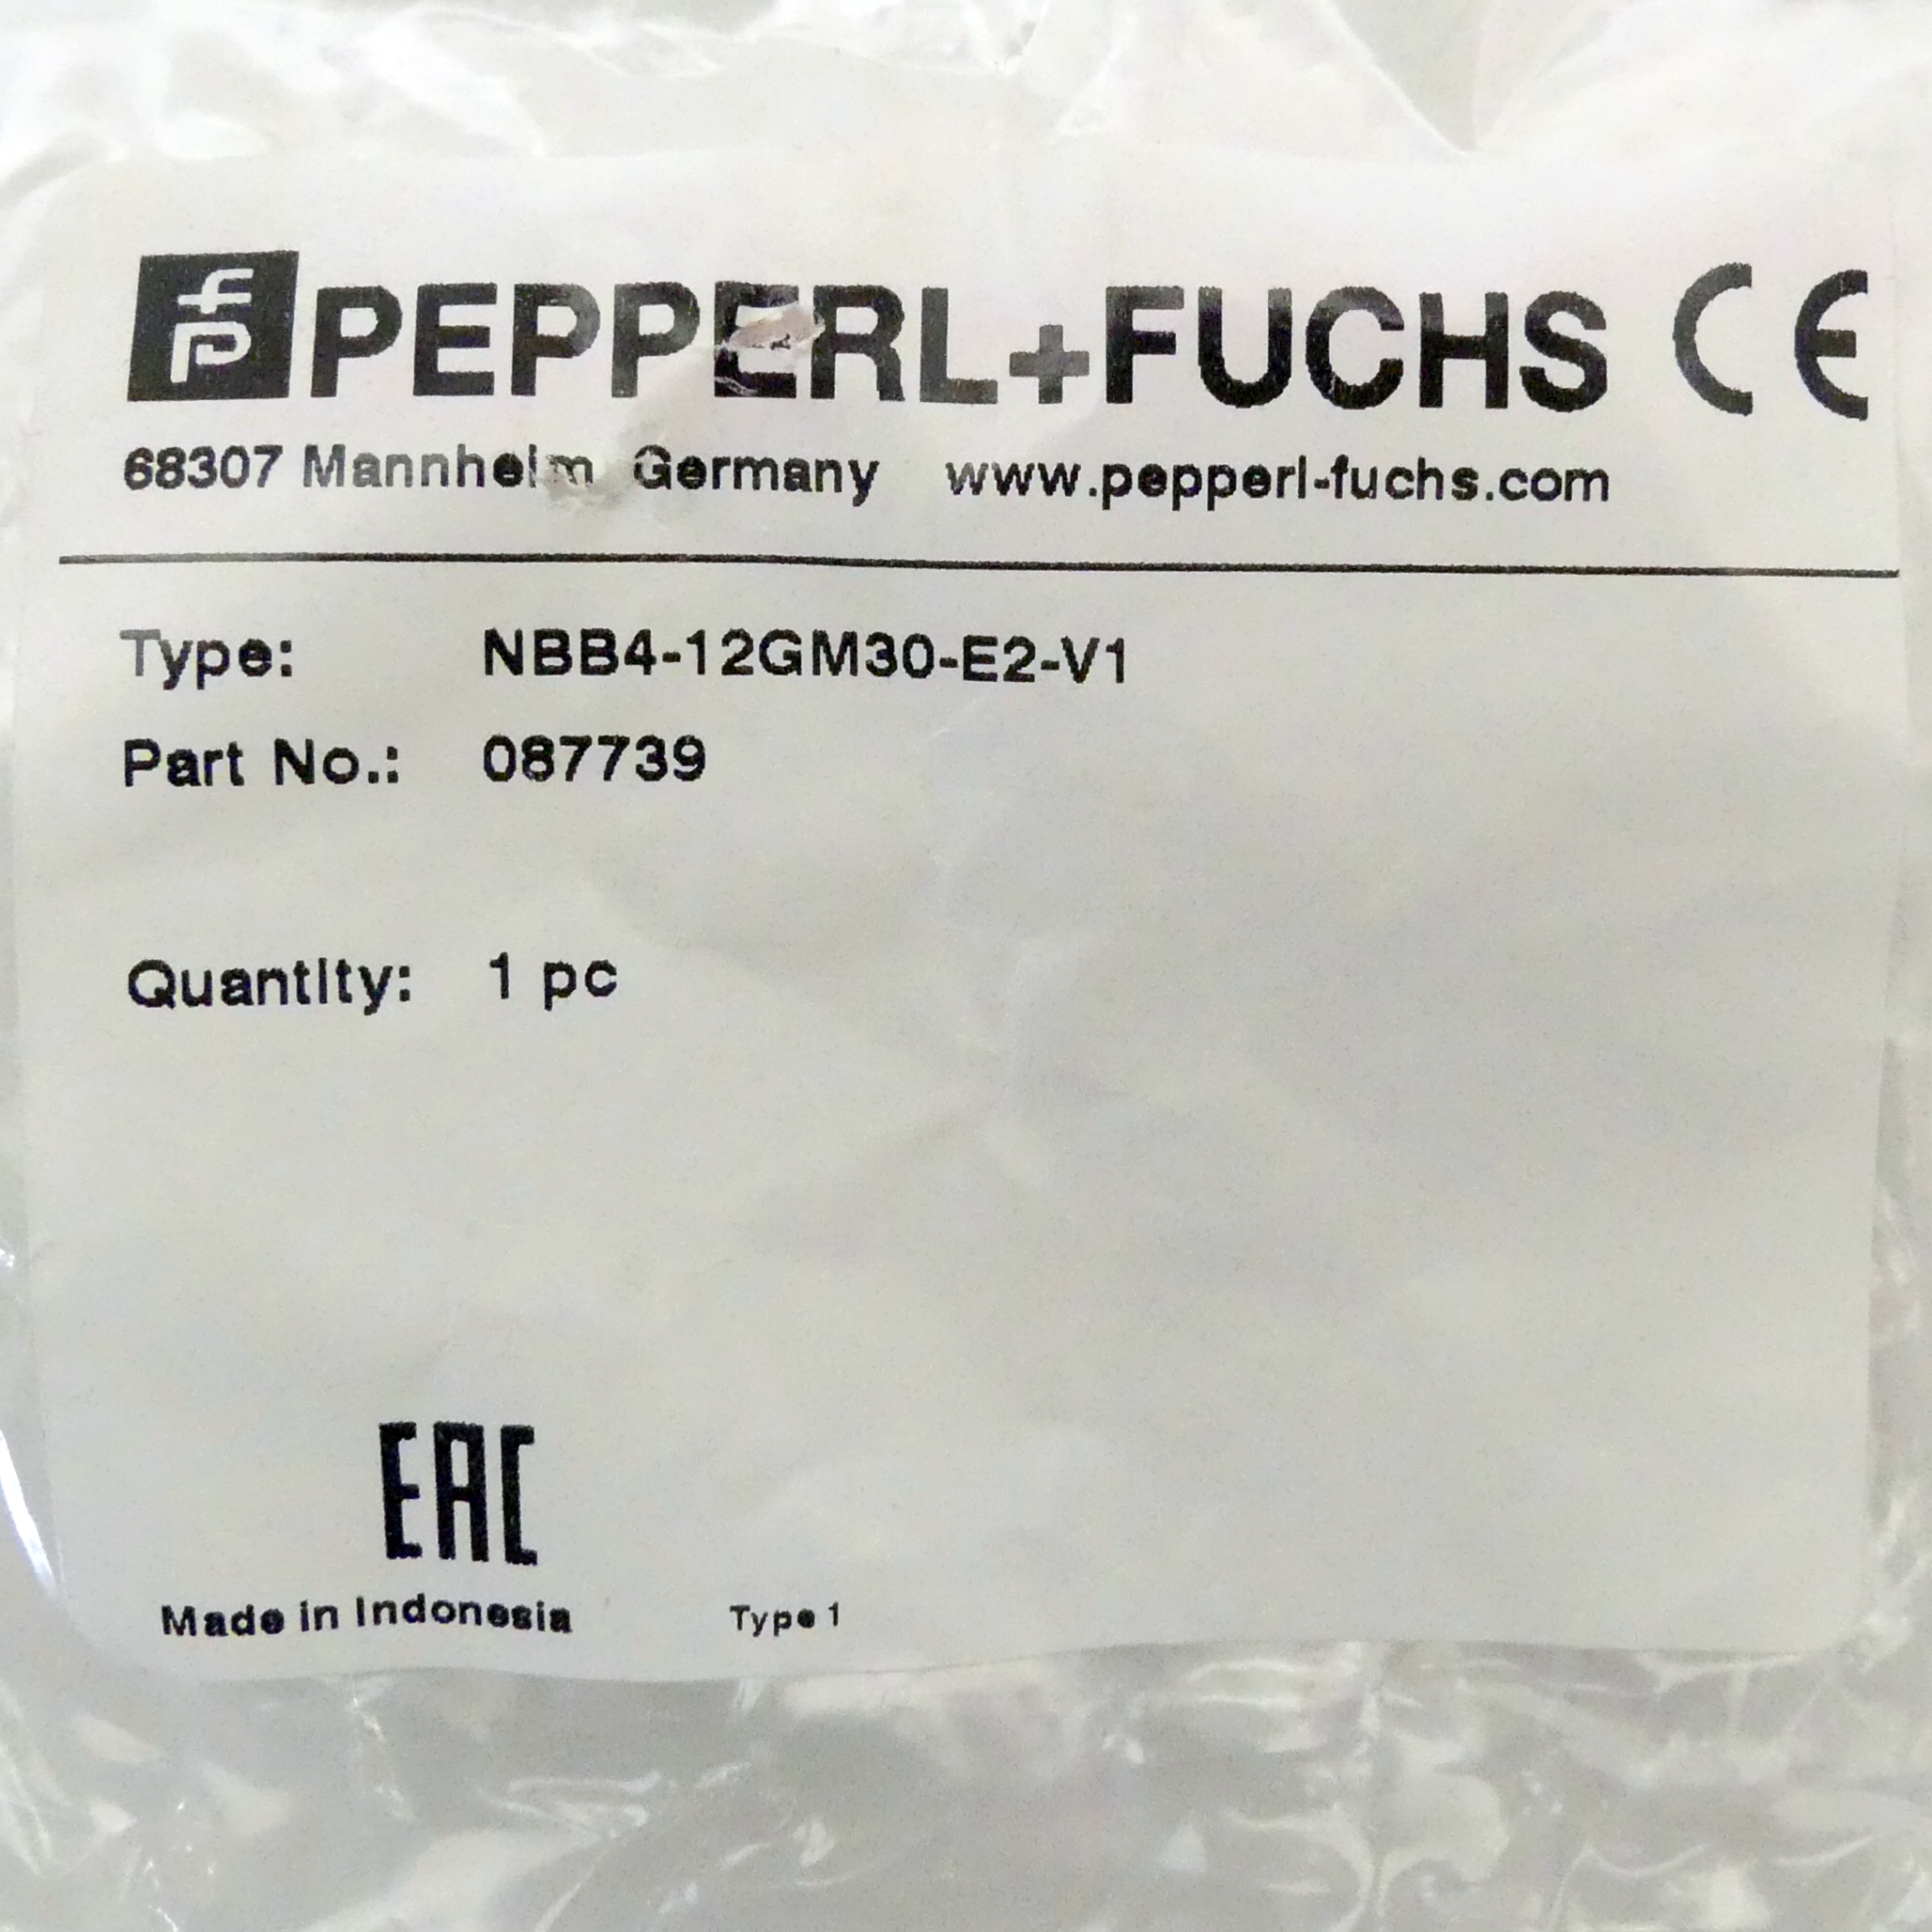 fp PEPPERL+FUCHS CE
68307 Mannheim Germany www.pepperl-fuchs.com
Type: NBB4-12GM30-E2-V1
Part No.: 087739
Quantity: 1 pc
EAC
Made in Indonesia Type 1